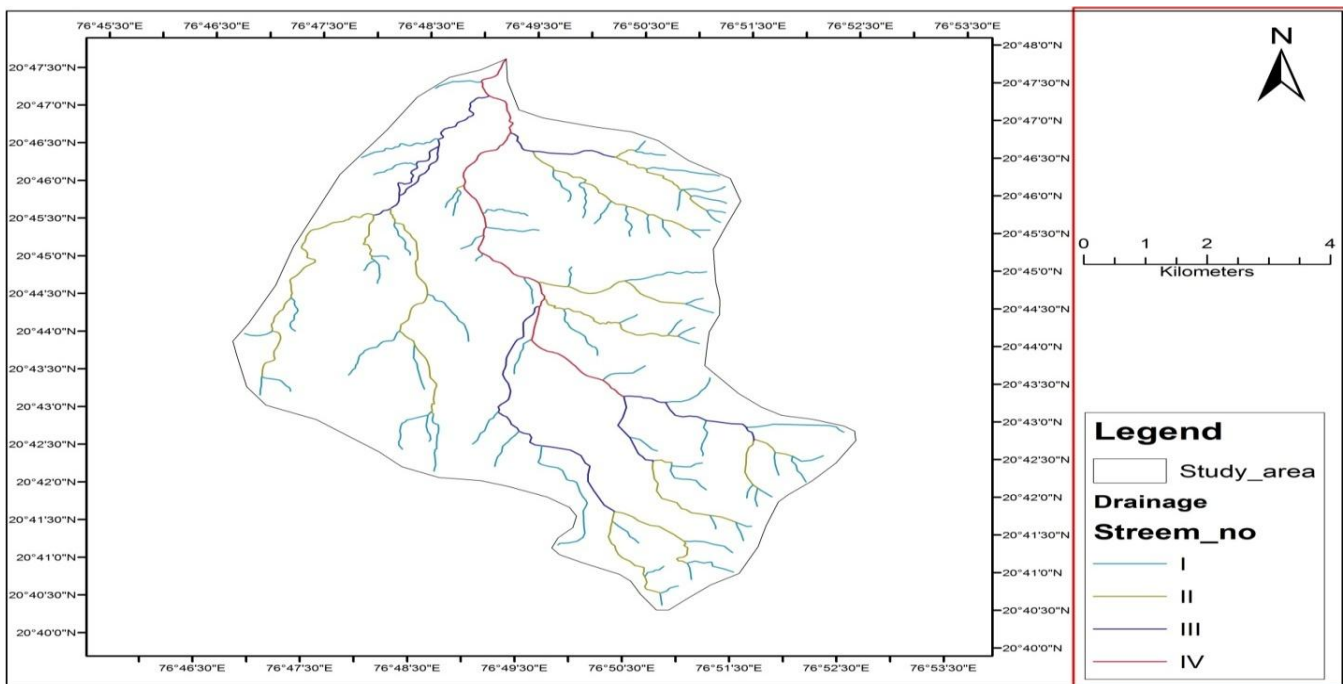 76°45'30"E 76°46'30"E 76°47'30"E 76°48'30"E 76°49'30"E 76°50'30"E 76°51'30"E 76°52'30"E 76°53'30"E
20°47'30"N
20°47'0"N
20°46'30"N
20°46'0"N
20°45'30"N
20°45'0"N
20°44'30"N
20°44'0"N
20°43'30"N
20°43'0"N
20°42'30"N
20°42'0"N
20°41'30"N
20°41'0"N
20°40'30"N
20°40'0"N
20°48'0"N
20°47'30"N
20°47'0"N
20°46'30"N
20°46'0"N
20°45'30"N
20°45'0"N
20°44'30"N
20°44'0"N
20°43'30"N
20°43'0"N
20°42'30"N
20°42'0"N
20°41'30"N
20°41'0"N
20°40'30"N
20°40'0"N
76°46'30"E 76°47'30"E 76°48'30"E 76°49'30"E 76°50'30"E 76°51'30"E 76°52'30"E 76°53'30"E
N
0 1 2 4
Kilometers
Legend
Study_area
Drainage
Streem_no
I
II
III
IV